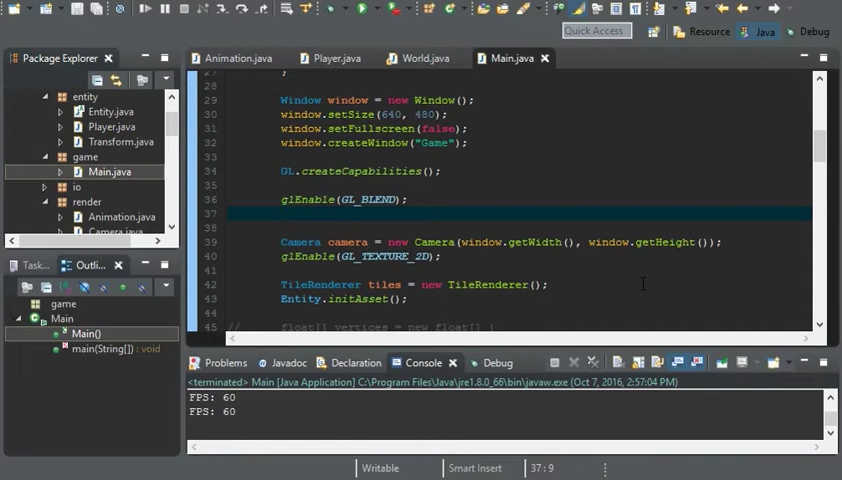 Quick Access
Resource
Java
Debug
Package Explorer
Animation.java
Player.java
World.java
Main.java
entity
Entity.java
Player.java
Transform.java
game
Main.java
io
render
Animation.java
Camera.java
27
28
29 Window window = new Window();
30 window.setSize(640, 480);
31 window.setFullscreen(false);
32 window.createWindow("Game");
33
34 GL.createCapabilities();
35
36 glEnable(GL_BLEND);
37
38
39 Camera camera = new Camera(window.getWidth(), window.getHeight());
40 glEnable(GL_TEXTURE_2D);
41
42 TileRenderer tiles = new TileRenderer();
43 Entity.initAsset();
44
45 // float[] vertices = new float[] {
Task...
Outli...
game
Main
Main()
main(String[]) : void
Problems
Javadoc
Declaration
Console
Debug
<terminated> Main [Java Application] C:\Program Files\Java\jre1.8.0_66\bin\javaw.exe (Oct 7, 2016, 2:57:04 PM)
FPS: 60
FPS: 60
Writable
Smart Insert
37 : 9